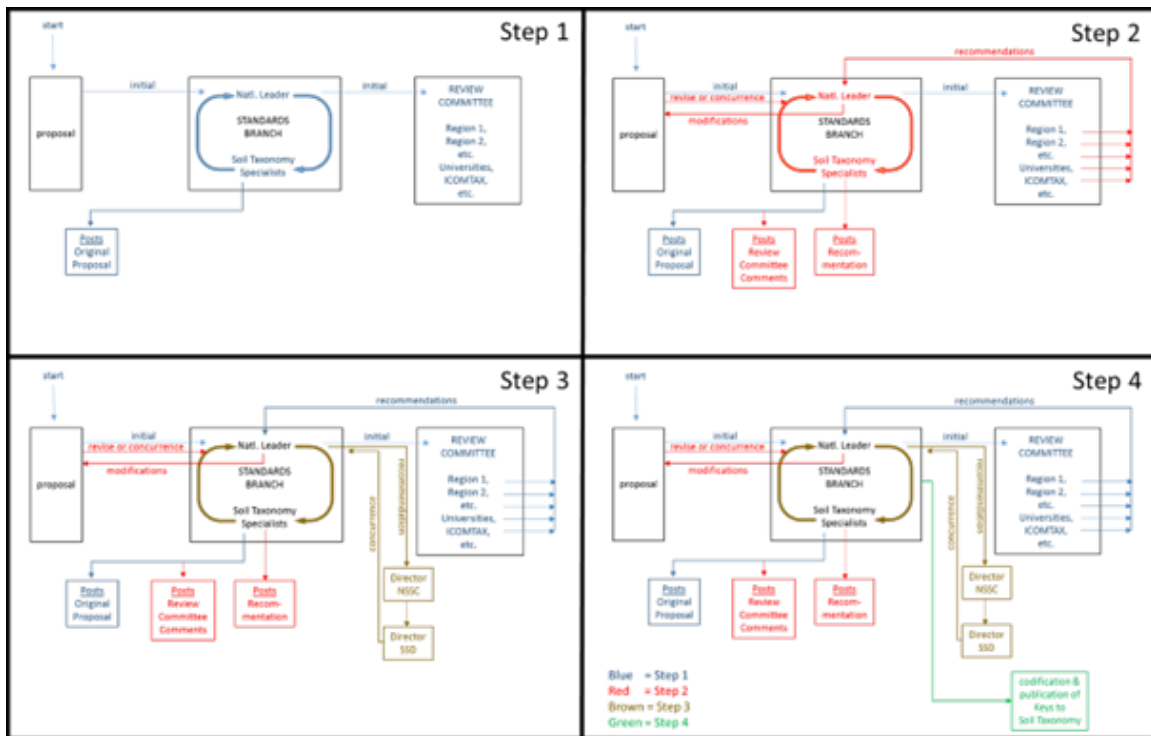 Step 1
start
initial
initial
proposal
Natl. Leader
STANDARDS
BRANCH
Soil Taxonomy
Specialists
REVIEW
COMMITTEE
Region 1,
Region 2,
etc.
Universities,
ICOMTAX,
etc.
Posts
Original
Proposal
Step 2
start
recommendations
initial
revise or concurrence
modifications
initial
proposal
Natl. Leader
STANDARDS
BRANCH
Soil Taxonomy
Specialists
REVIEW
COMMITTEE
Region 1,
Region 2,
etc.
Universities,
ICOMTAX,
etc.
Posts
Original
Proposal
Posts
Review
Committee
Comments
Posts
Recom-
mentation
Step 3
start
recommendations
initial
revise or concurrence
modifications
initial
proposal
Natl. Leader
STANDARDS
BRANCH
Soil Taxonomy
Specialists
concurrence
recommendation
REVIEW
COMMITTEE
Region 1,
Region 2,
etc.
Universities,
ICOMTAX,
etc.
Posts
Original
Proposal
Posts
Review
Committee
Comments
Posts
Recom-
mentation
Director
NSSC
Director
SSD
Step 4
start
recommendations
initial
revise or concurrence
modifications
initial
proposal
Natl. Leader
STANDARDS
BRANCH
Soil Taxonomy
Specialists
concurrence
recommendation
REVIEW
COMMITTEE
Region 1,
Region 2,
etc.
Universities,
ICOMTAX,
etc.
Posts
Original
Proposal
Posts
Review
Committee
Comments
Posts
Recom-
mentation
Director
NSSC
Director
SSD
Blue = Step 1
Red = Step 2
Brown = Step 3
Green = Step 4
codification &
publication of
Keys to
Soil Taxonomy